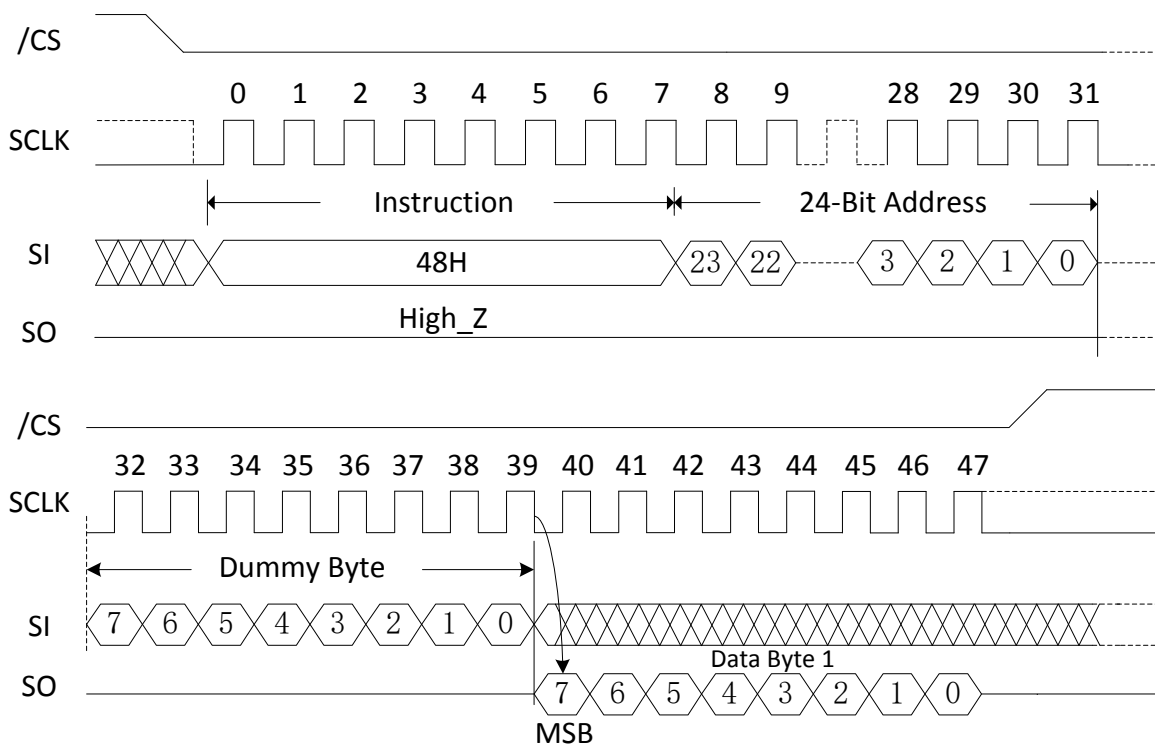 /CS
0 1 2 3 4 5 6 7 8 9 28 29 30 31
SCLK
Instruction 24-Bit Address
SI 48H 23 22 3 2 1 0
High_Z
SO
/CS
32 33 34 35 36 37 38 39 40 41 42 43 44 45 46 47
SCLK
Dummy Byte
SI 7 6 5 4 3 2 1 0
Data Byte 1
SO 7 6 5 4 3 2 1 0
MSB